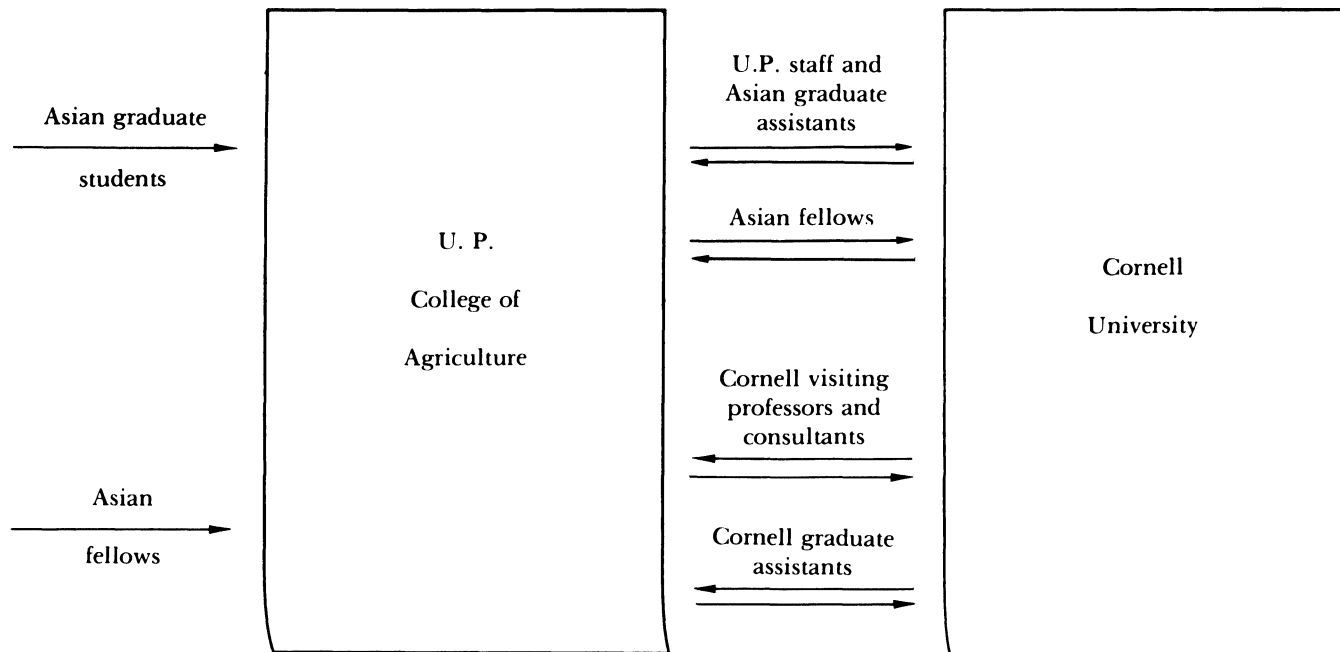 Asian graduate
students
Asian
fellows
U. P.
College of
Agriculture
U.P. staff and
Asian graduate
assistants
Asian fellows
Cornell visiting
professors and
consultants
Cornell graduate
assistants
Cornell
University